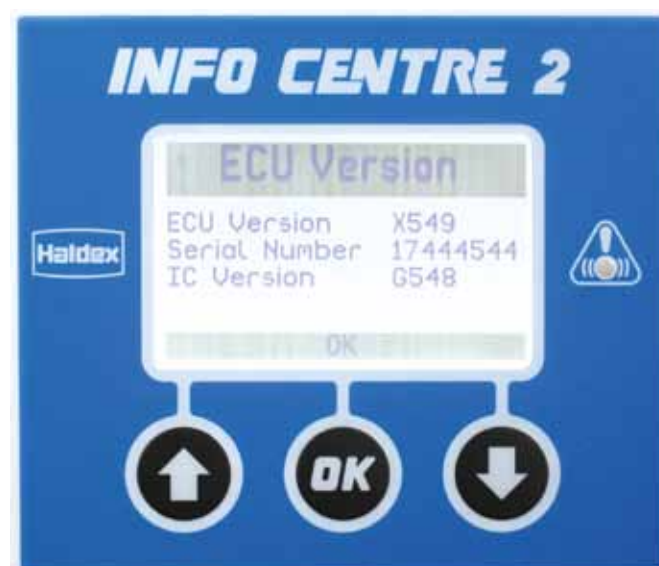 INFO CENTRE 2
ECU Version
ECU Version X549
Serial Number 17444544
IC Version G548
Haldex
OK
OK